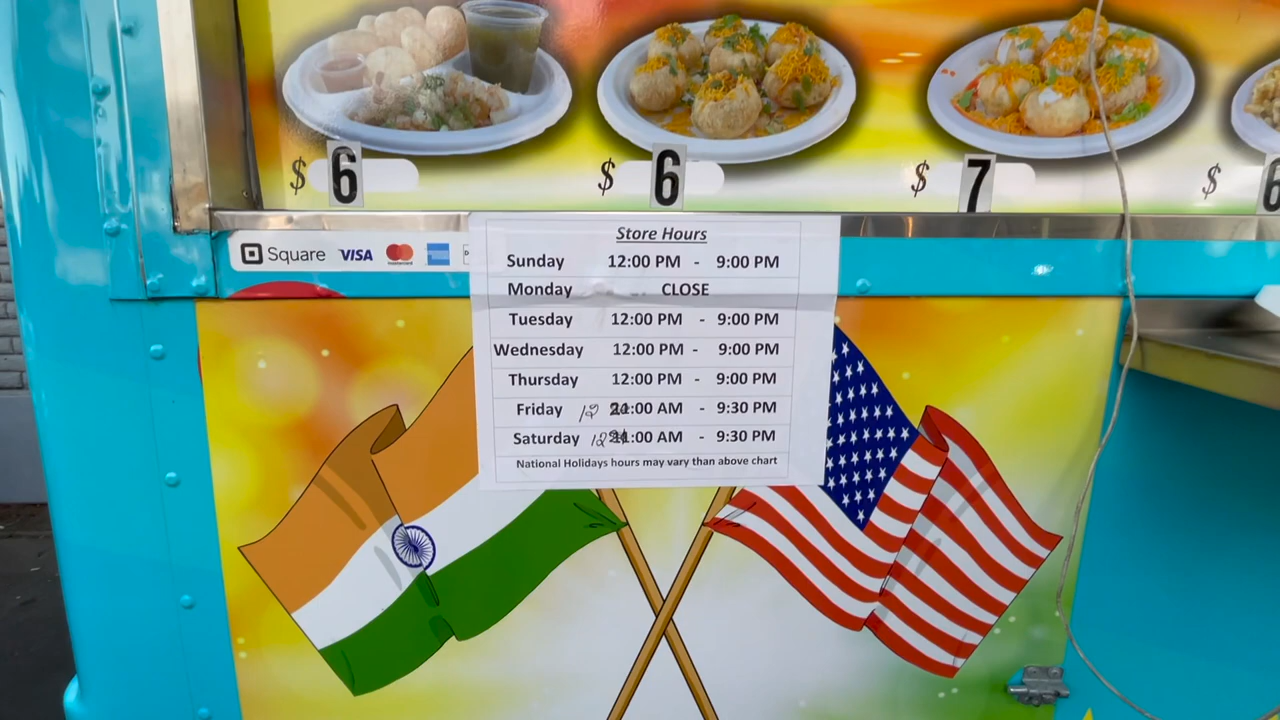 $ 6
$ 6
$ 7
$ 6
Square VISA mastercard
Store Hours
Sunday 12:00 PM - 9:00 PM
Monday CLOSE
Tuesday 12:00 PM - 9:00 PM
Wednesday 12:00 PM - 9:00 PM
Thursday 12:00 PM - 9:00 PM
Friday 12 11:00 AM - 9:30 PM
Saturday 12 11:00 AM - 9:30 PM
National Holidays hours may vary than above chart